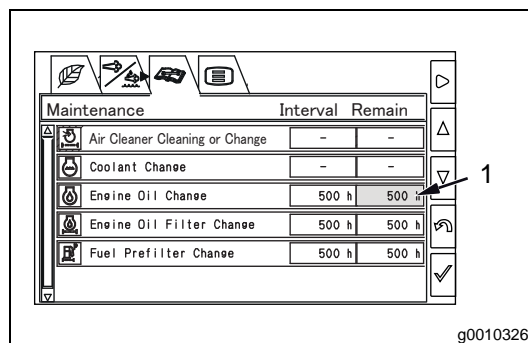 Maintenance Interval Remain
Air Cleaner Cleaning or Change - -
Coolant Change - -
Engine Oil Change 500 h 500 h
Engine Oil Filter Change 500 h 500 h
Fuel Prefilter Change 500 h 500 h
1
g0010326